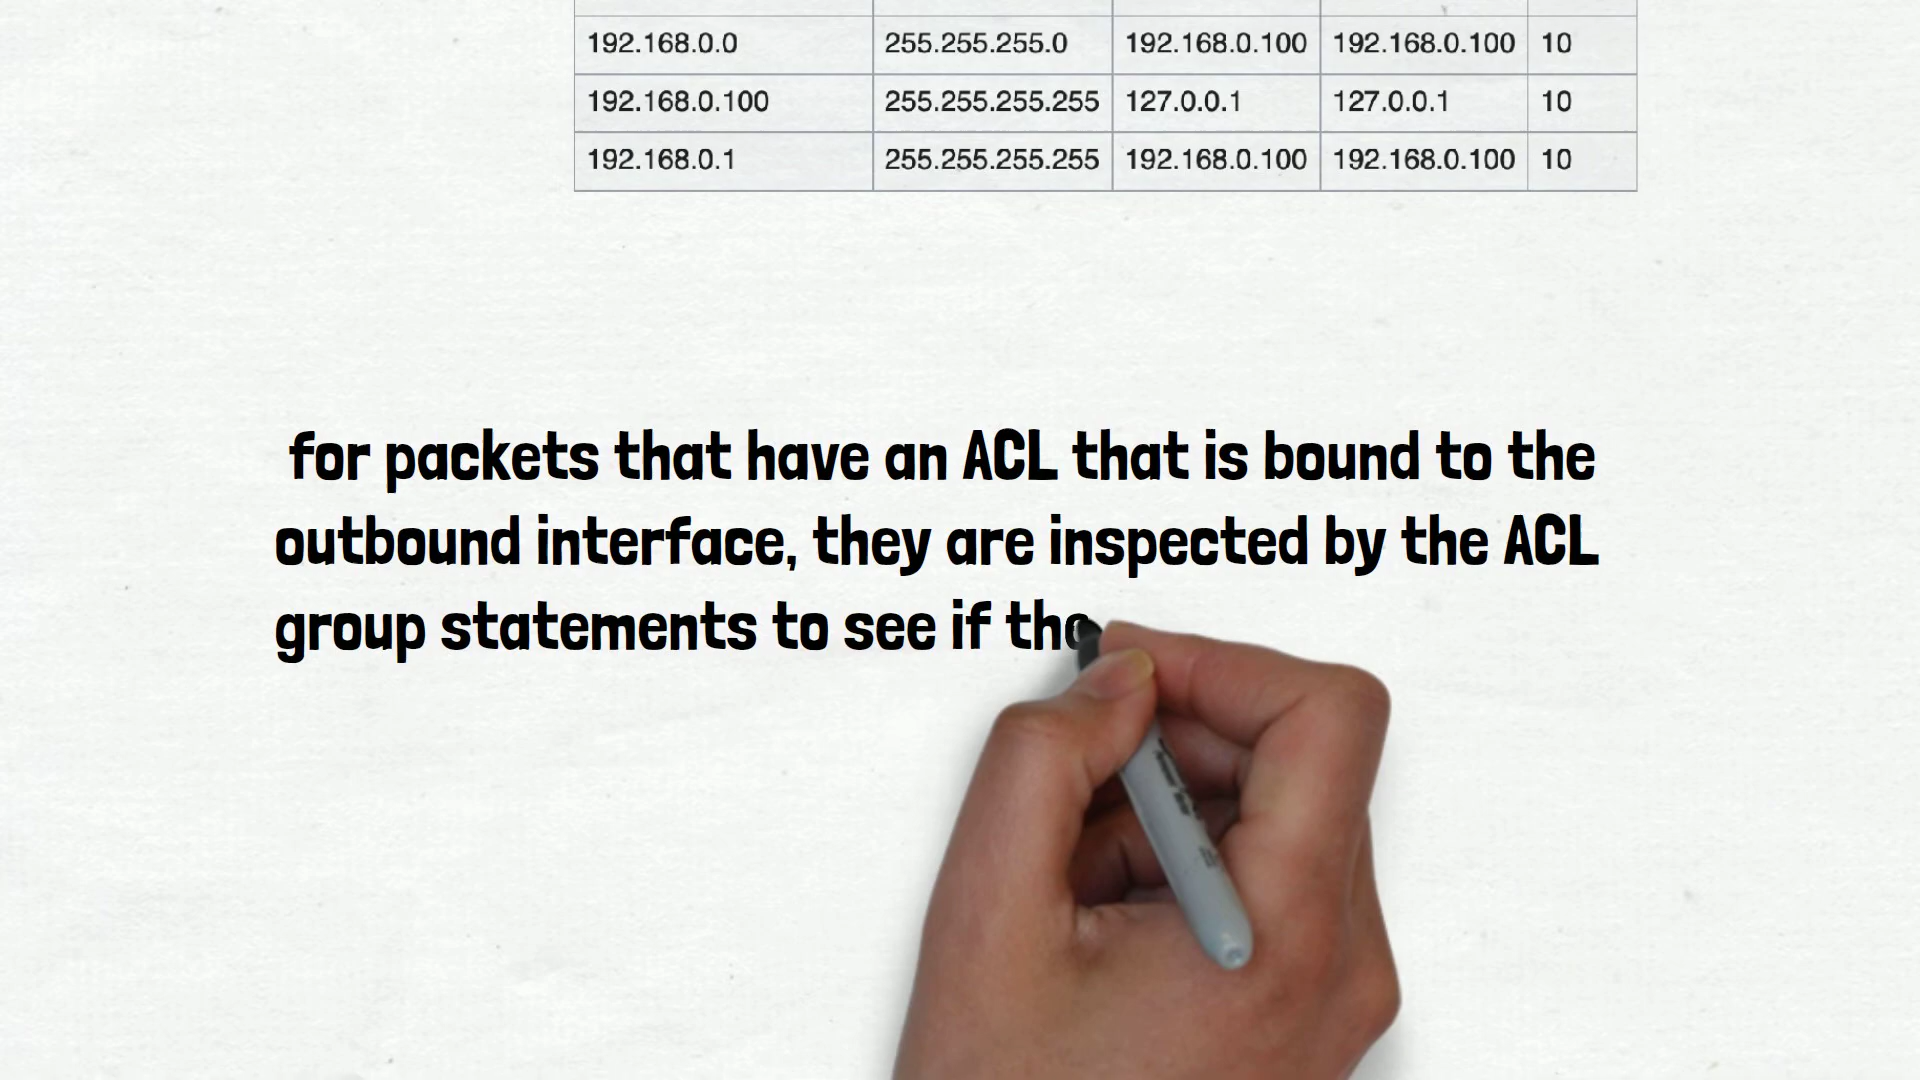 192.168.0.0 255.255.255.0 192.168.0.100 192.168.0.100 10
192.168.0.100 255.255.255.255 127.0.0.1 127.0.0.1 10
192.168.0.1 255.255.255.255 192.168.0.100 192.168.0.100 10
for packets that have an ACL that is bound to the
outbound interface, they are inspected by the ACL
group statements to see if